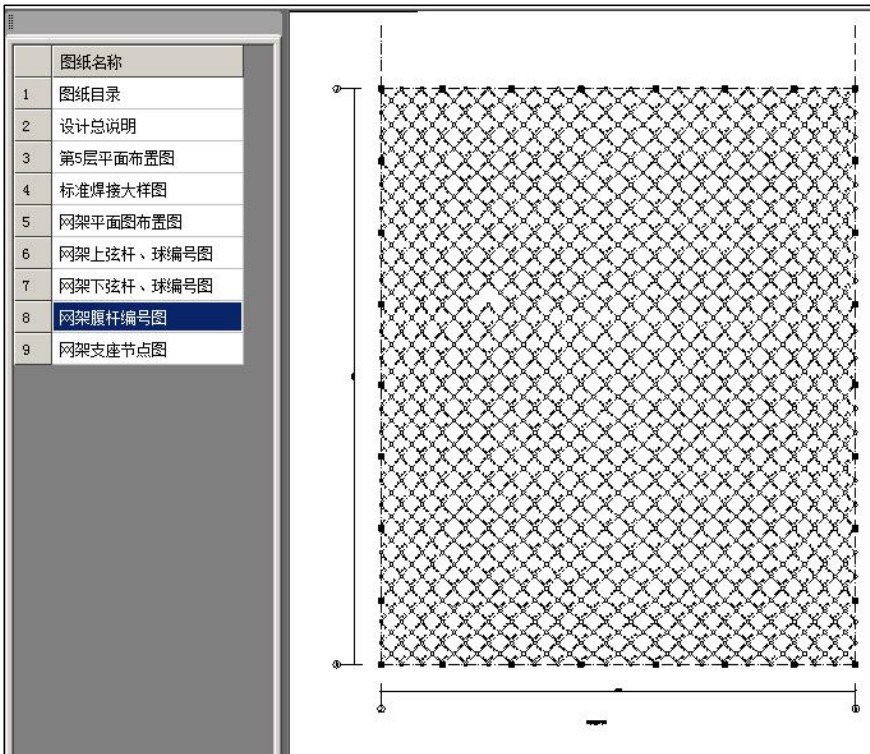 图纸名称
1 图纸目录
2 设计总说明
3 第5层平面布置图
4 标准焊接大样图
5 网架平面图布置图
6 网架上弦杆、球编号图
7 网架下弦杆、球编号图
8 网架腹杆编号图
9 网架支座节点图